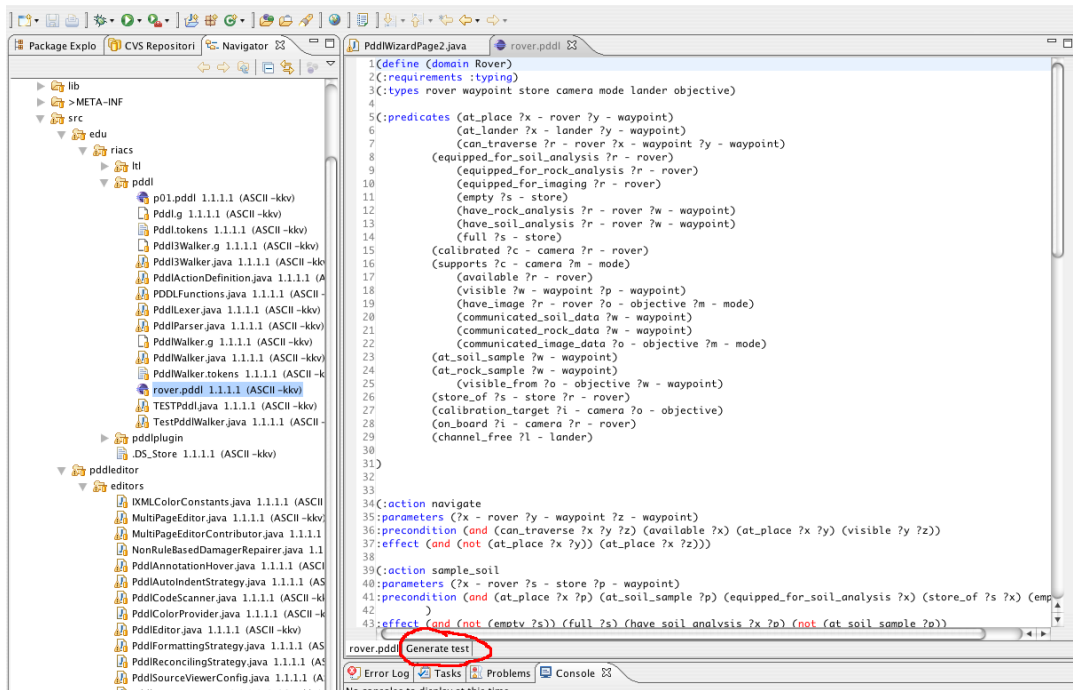 Package Explo CVS Repositori Navigator
PddlWizardPage2.java rover.pddl
lib
>META-INF
src
edu
riacs
ltl
pddl
p01.pddl 1.1.1.1 (ASCII -kkv)
Pddl.g 1.1.1.1 (ASCII -kkv)
Pddl.tokens 1.1.1.1 (ASCII -kkv)
Pddl3Walker.g 1.1.1.1 (ASCII -kkv)
Pddl3Walker.java 1.1.1.1 (ASCII -kkv
PddlActionDefinition.java 1.1.1.1 (A
PDDLFunctions.java 1.1.1.1 (ASCII -
PddlLexer.java 1.1.1.1 (ASCII -kkv)
PddlParser.java 1.1.1.1 (ASCII -kkv)
PddlWalker.g 1.1.1.1 (ASCII -kkv)
PddlWalker.java 1.1.1.1 (ASCII -kkv)
PddlWalker.tokens 1.1.1.1 (ASCII -k
rover.pddl 1.1.1.1 (ASCII -kkv)
TESTPddl.java 1.1.1.1 (ASCII -kkv)
TestPddlWalker.java 1.1.1.1 (ASCII -
pddlplugin
.DS_Store 1.1.1.1 (ASCII -kkv)
pddleditor
editors
IXMLColorConstants.java 1.1.1.1 (ASCII
MultiPageEditor.java 1.1.1.1 (ASCII -kkv)
MultiPageEditorContributor.java 1.1.1.1
NonRuleBasedDamagerRepairer.java 1.1
PddlAnnotationHover.java 1.1.1.1 (ASCI
PddlAutoIndentStrategy.java 1.1.1.1 (AS
PddlCodeScanner.java 1.1.1.1 (ASCII -kk
PddlColorProvider.java 1.1.1.1 (ASCII -k
PddlEditor.java 1.1.1.1 (ASCII -kkv)
PddlFormattingStrategy.java 1.1.1.1 (AS
PddlReconcilingStrategy.java 1.1.1.1 (AS
PddlSourceViewerConfig.java 1.1.1.1 (A
1 (define (domain Rover)
2 (:requirements :typing)
3 (:types rover waypoint store camera mode lander objective)
4
5 (:predicates (at_place ?x - rover ?y - waypoint)
6 (at_lander ?x - lander ?y - waypoint)
7 (can_traverse ?r - rover ?x - waypoint ?y - waypoint)
8 (equipped_for_soil_analysis ?r - rover)
9 (equipped_for_rock_analysis ?r - rover)
10 (equipped_for_imaging ?r - rover)
11 (empty ?s - store)
12 (have_rock_analysis ?r - rover ?w - waypoint)
13 (have_soil_analysis ?r - rover ?w - waypoint)
14 (full ?s - store)
15 (calibrated ?c - camera ?r - rover)
16 (supports ?c - camera ?m - mode)
17 (available ?r - rover)
18 (visible ?w - waypoint ?p - waypoint)
19 (have_image ?r - rover ?o - objective ?m - mode)
20 (communicated_soil_data ?w - waypoint)
21 (communicated_rock_data ?w - waypoint)
22 (communicated_image_data ?o - objective ?m - mode)
23 (at_soil_sample ?w - waypoint)
24 (at_rock_sample ?w - waypoint)
25 (visible_from ?o - objective ?w - waypoint)
26 (store_of ?s - store ?r - rover)
27 (calibration_target ?i - camera ?o - objective)
28 (on_board ?i - camera ?r - rover)
29 (channel_free ?l - lander)
30
31 )
32
33
34 (:action navigate
35 :parameters (?x - rover ?y - waypoint ?z - waypoint)
36 :precondition (and (can_traverse ?x ?y ?z) (available ?x) (at_place ?x ?y) (visible ?y ?z))
37 :effect (and (not (at_place ?x ?y)) (at_place ?x ?z)))
38
39 (:action sample_soil
40 :parameters (?x - rover ?s - store ?p - waypoint)
41 :precondition (and (at_place ?x ?p) (at_soil_sample ?p) (equipped_for_soil_analysis ?x) (store_of ?s ?x) (emp
42 )
43 :effect (and (not (empty ?s)) (full ?s) (have_soil_analysis ?x ?p) (not (at_soil_sample ?p))
rover.pddl Generate test
Error Log Tasks Problems Console
No consoles to display at this time.